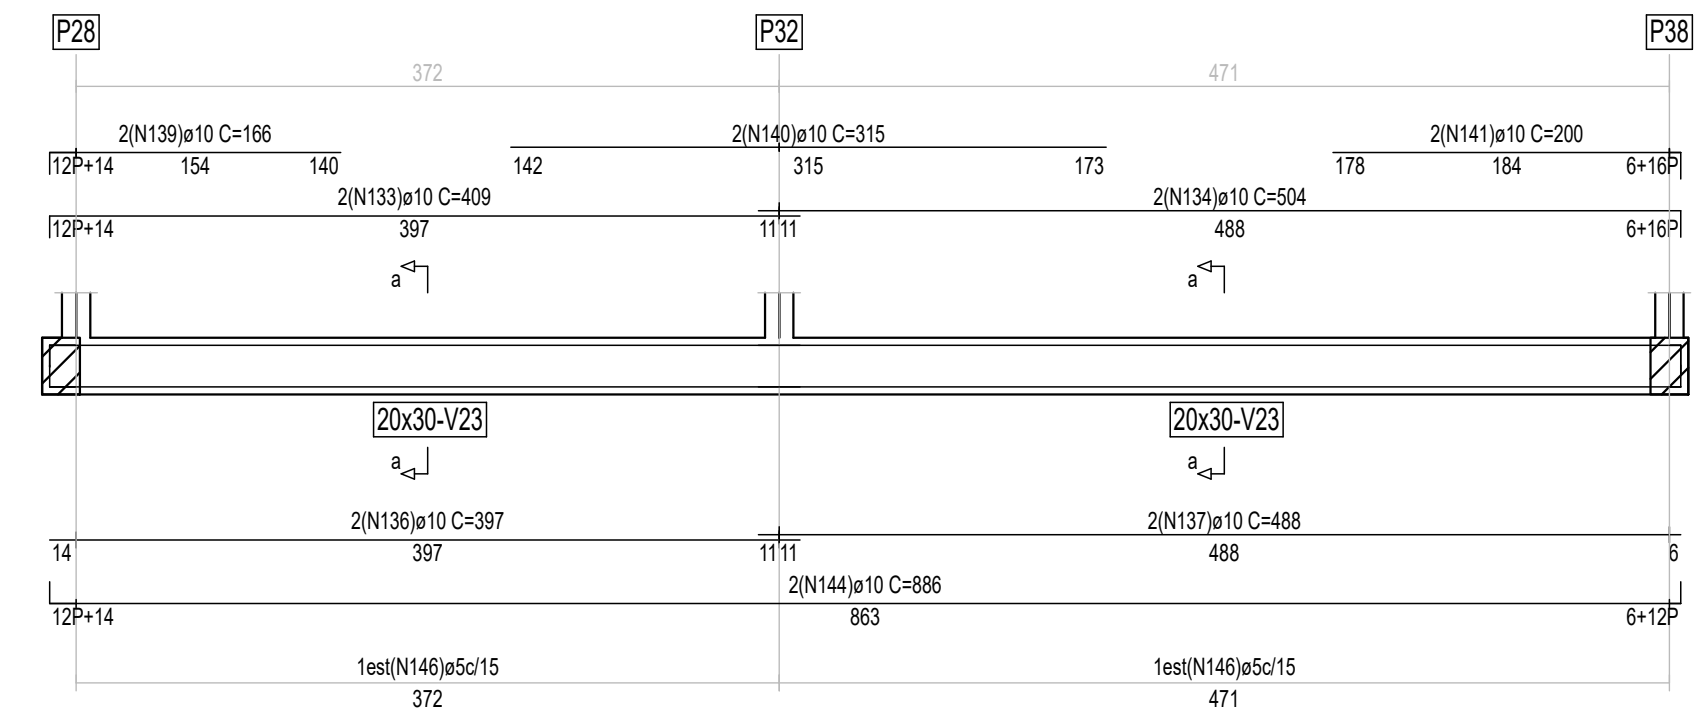 P28 P32 P38
372 471
2(N139)ø10 C=166 2(N140)ø10 C=315 2(N141)ø10 C=200
12P+14 154 140 142 315 173 178 184 6+16P
2(N133)ø10 C=409 2(N134)ø10 C=504
12P+14 397 11 11 488 6+16P
a a
20x30-V23 20x30-V23
a a
2(N136)ø10 C=397 2(N137)ø10 C=488
14 397 11 11 488 6
2(N144)ø10 C=886
12P+14 863 6+12P
1est(N146)ø5c/15 1est(N146)ø5c/15
372 471